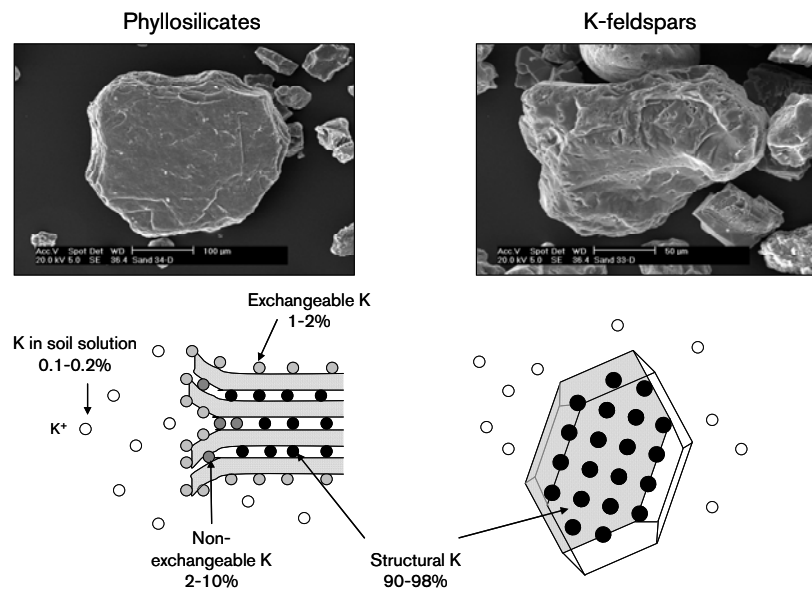 Phyllosilicates
K-feldspars
Acc.V Spot Det WD 100 µm
20.0 kV 5.0 SE 36.4 Sand 34-D
Acc.V Spot Det WD 50 µm
20.0 kV 5.0 SE 36.4 Sand 33-D
Exchangeable K
1-2%
K in soil solution
0.1-0.2%
K⁺
Non-
exchangeable K
2-10%
Structural K
90-98%